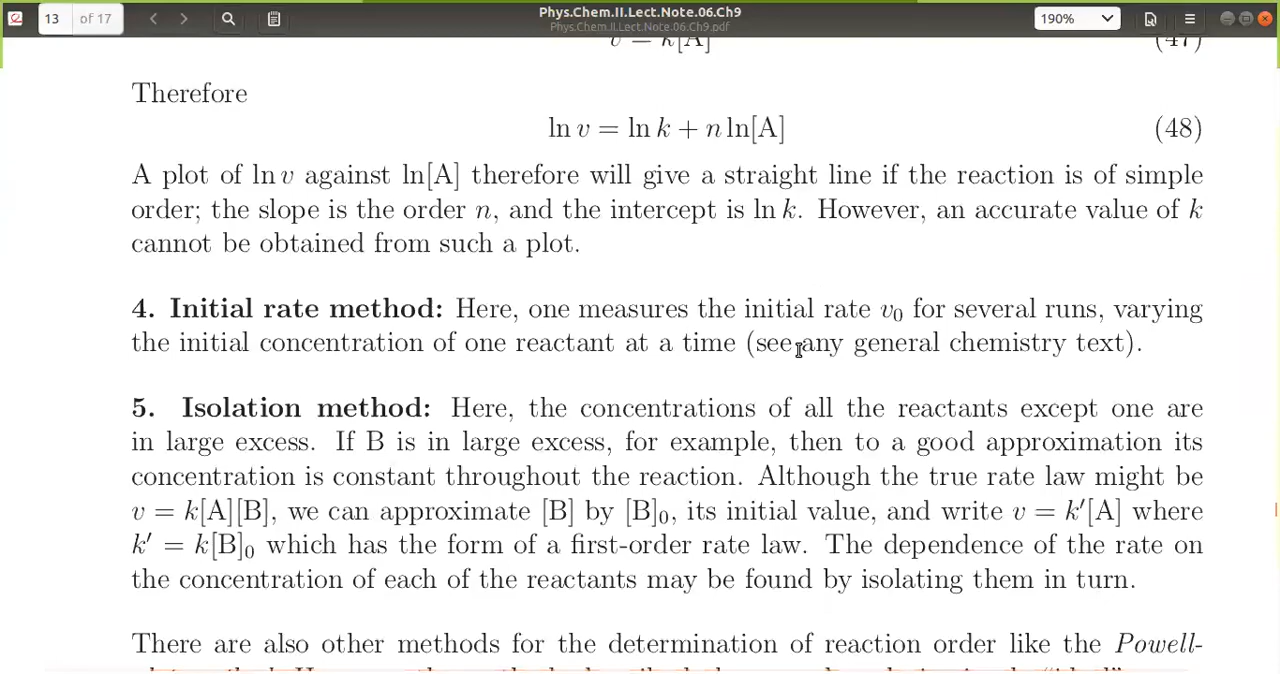 13 of 17
Phys.Chem.II.Lect.Note.06.Ch9
Phys.Chem.II.Lect.Note.06.Ch9.pdf
190%
v = k[A] (47)
Therefore
ln v = ln k + n ln[A] (48)
A plot of ln v against ln[A] therefore will give a straight line if the reaction is of simple
order; the slope is the order n, and the intercept is ln k. However, an accurate value of k
cannot be obtained from such a plot.
4. Initial rate method: Here, one measures the initial rate v₀ for several runs, varying
the initial concentration of one reactant at a time (see any general chemistry text).
5. Isolation method: Here, the concentrations of all the reactants except one are
in large excess. If B is in large excess, for example, then to a good approximation its
concentration is constant throughout the reaction. Although the true rate law might be
v = k[A][B], we can approximate [B] by [B]₀, its initial value, and write v = k′[A] where
k′ = k[B]₀ which has the form of a first-order rate law. The dependence of the rate on
the concentration of each of the reactants may be found by isolating them in turn.
There are also other methods for the determination of reaction order like the Powell-